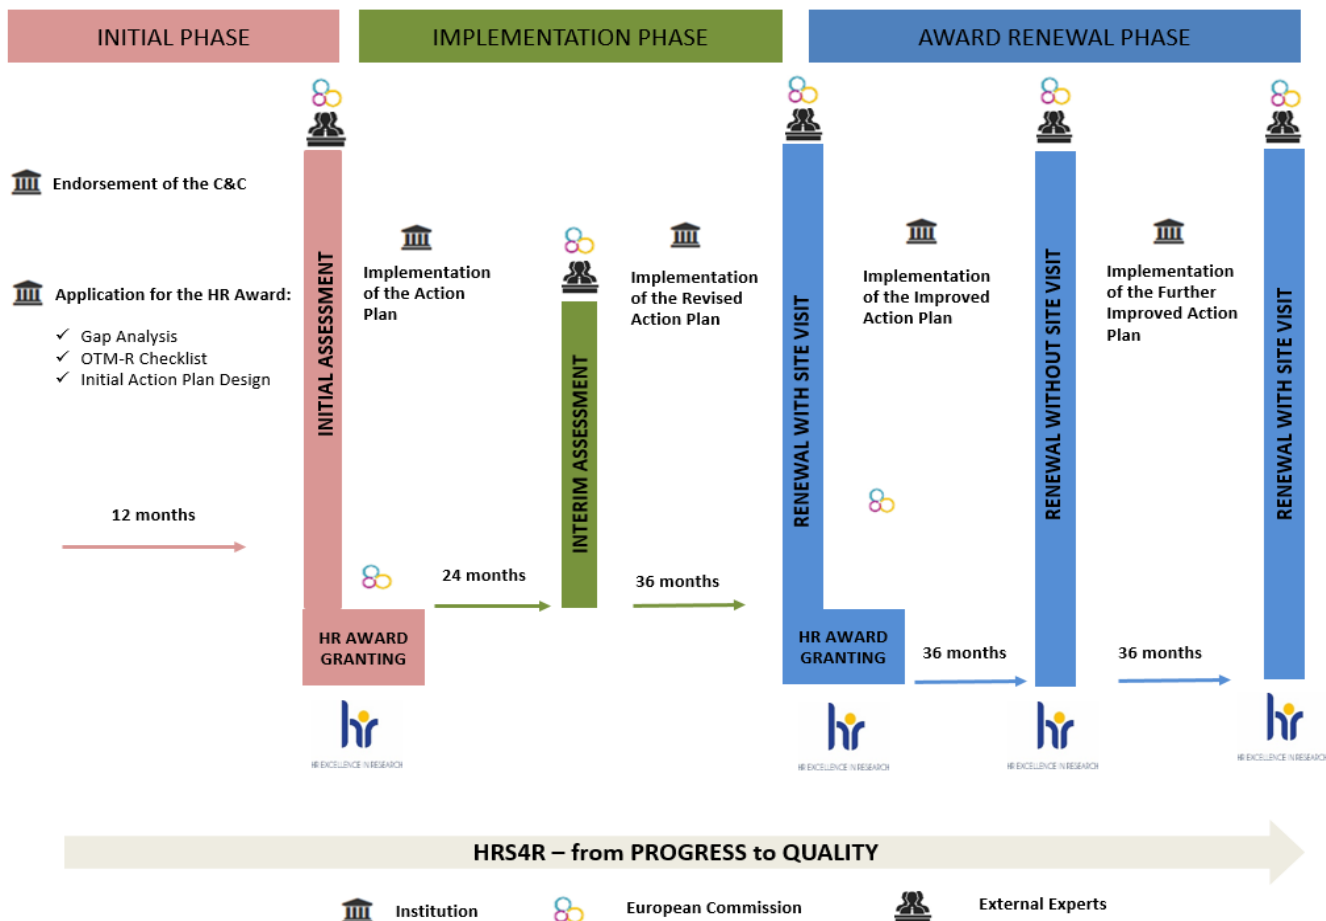 INITIAL PHASE
IMPLEMENTATION PHASE
AWARD RENEWAL PHASE
Endorsement of the C&C
Application for the HR Award:
✓ Gap Analysis
✓ OTM-R Checklist
✓ Initial Action Plan Design
12 months
INITIAL ASSESSMENT
HR AWARD
GRANTING
hr
HR EXCELLENCE IN RESEARCH
Implementation
of the Action
Plan
24 months
INTERIM ASSESSMENT
Implementation
of the Revised
Action Plan
36 months
RENEWAL WITH SITE VISIT
HR AWARD
GRANTING
hr
HR EXCELLENCE IN RESEARCH
Implementation
of the Improved
Action Plan
36 months
RENEWAL WITHOUT SITE VISIT
hr
HR EXCELLENCE IN RESEARCH
Implementation
of the Further
Improved Action
Plan
36 months
RENEWAL WITH SITE VISIT
hr
HR EXCELLENCE IN RESEARCH
HRS4R – from PROGRESS to QUALITY
Institution
European Commission
External Experts